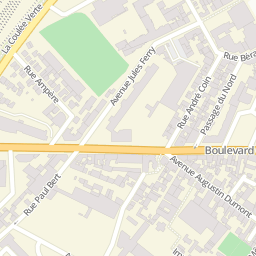 La Coulée Verte
Rue Ampère
Avenue Jules Ferry
Rue Béra
Rue André Coin
Passage du Nord
Boulevard
Avenue Augustin Dumont
Rue Paul Bert
Im